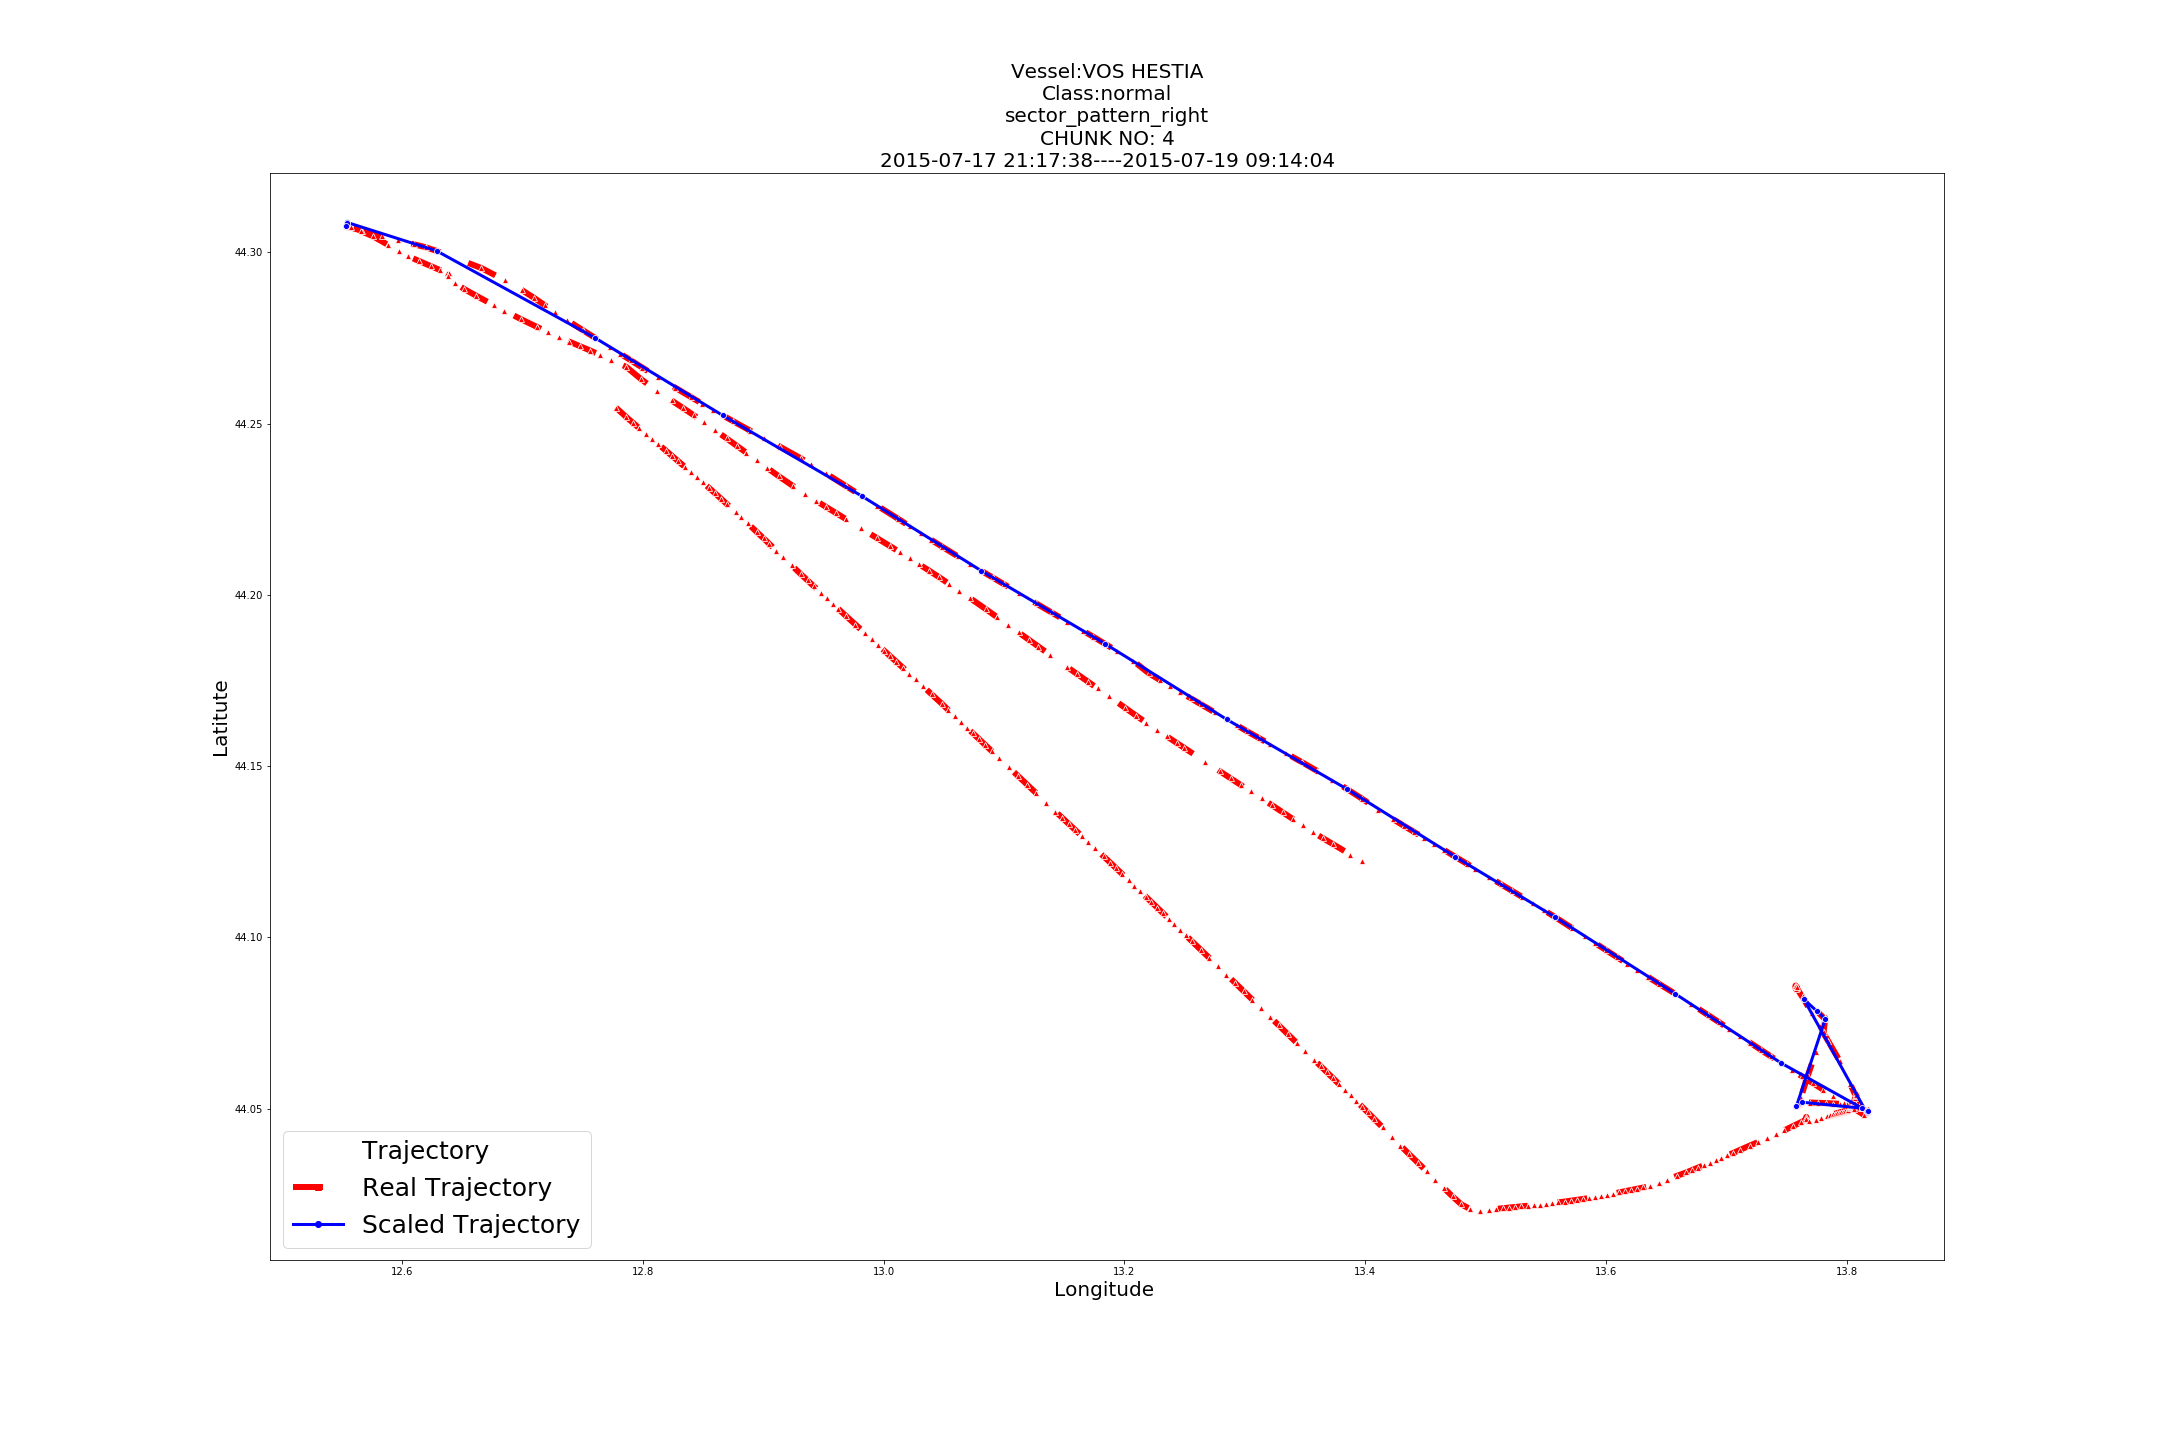 Vessel:VOS HESTIA
Class:normal
sector_pattern_right
CHUNK NO: 4
2015-07-17 21:17:38----2015-07-19 09:14:04
44.30
44.25
44.20
44.15
44.10
44.05
Latitute
Trajectory
Real Trajectory
Scaled Trajectory
12.6 12.8 13.0 13.2 13.4 13.6 13.8
Longitude